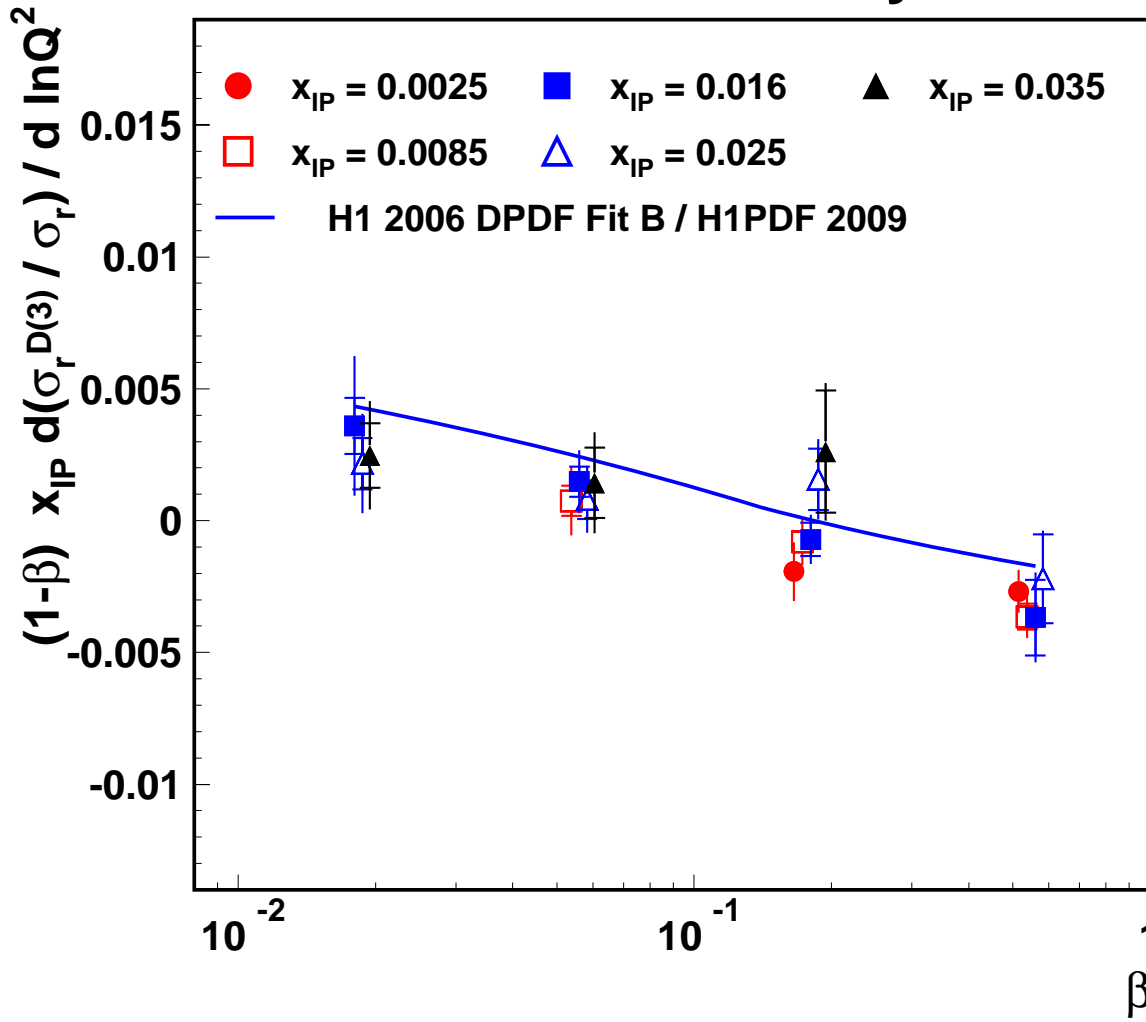 y
x_IP = 0.0025 x_IP = 0.016 x_IP = 0.035
x_IP = 0.0085 x_IP = 0.025
H1 2006 DPDF Fit B / H1PDF 2009
(1-β) x_IP d(σ_r^D(3) / σ_r) / d lnQ^2
0.015
0.01
0.005
0
-0.005
-0.01
10^-2 10^-1
β